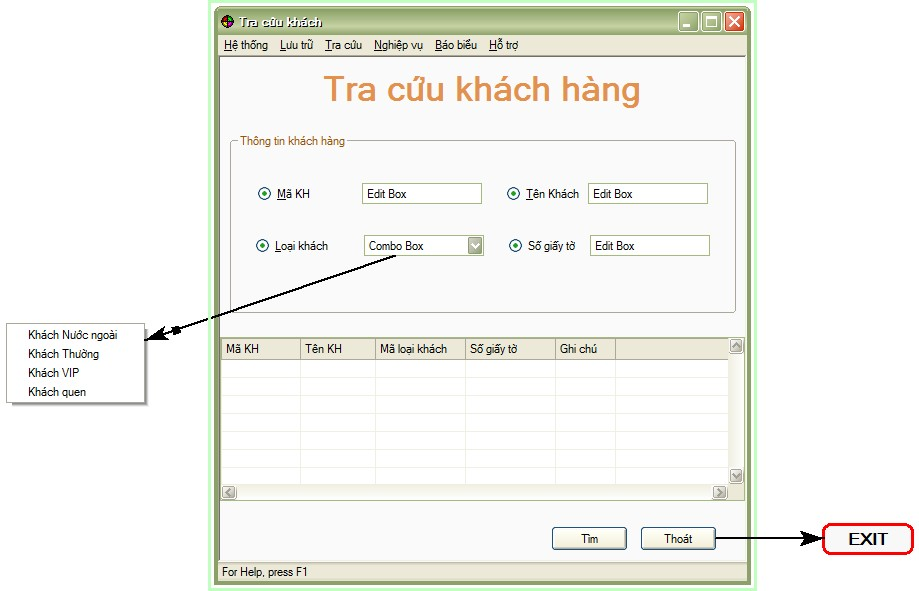 Tra cứu khách
Hệ thống Lưu trữ Tra cứu Nghiệp vụ Báo biểu Hỗ trợ
Tra cứu khách hàng
Thông tin khách hàng
Mã KH Edit Box Tên Khách Edit Box
Loại khách Combo Box Số giấy tờ Edit Box
Khách Nước ngoài
Khách Thường
Khách VIP
Khách quen
Mã KH Tên KH Mã loại khách Số giấy tờ Ghi chú
Tìm Thoát EXIT
For Help, press F1